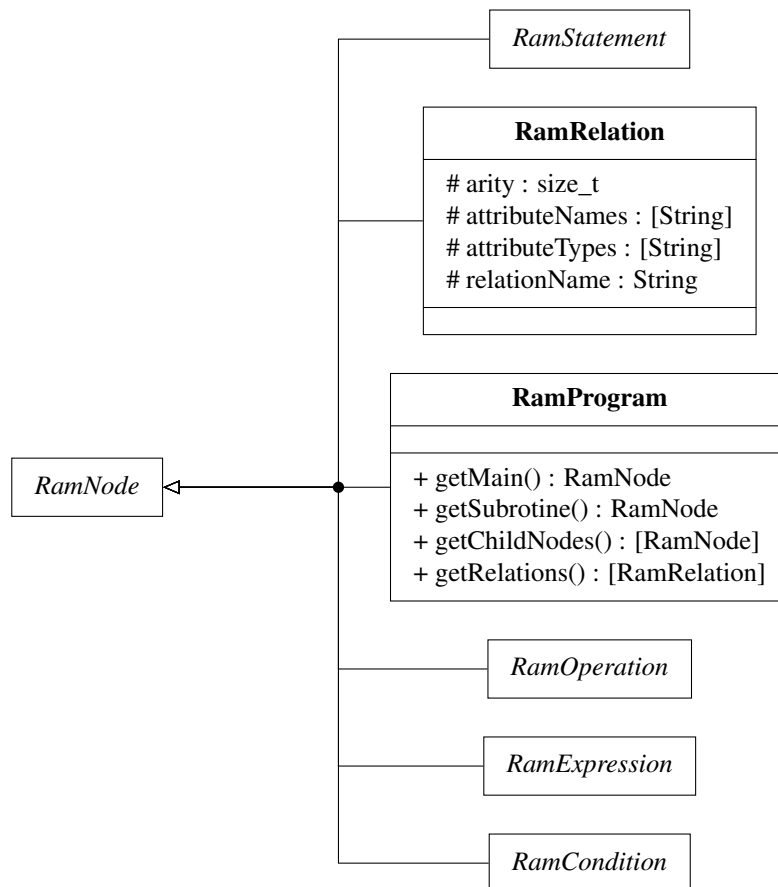 RamStatement
RamRelation
# arity : size_t
# attributeNames : [String]
# attributeTypes : [String]
# relationName : String
RamProgram
RamNode
+ getMain() : RamNode
+ getSubrotine() : RamNode
+ getChildNodes() : [RamNode]
+ getRelations() : [RamRelation]
RamOperation
RamExpression
RamCondition